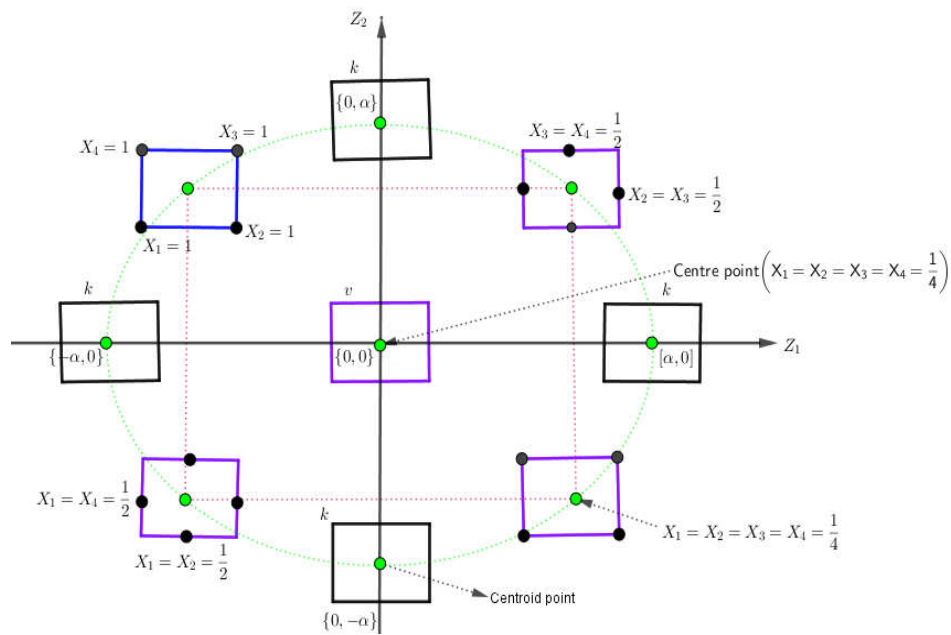 Z₂
k
{0, α}
X₃ = 1
X₄ = 1
X₃ = X₄ = 1/2
X₂ = X₃ = 1/2
X₁ = 1
X₂ = 1
Centre point(X₁ = X₂ = X₃ = X₄ = 1/4)
k
v
k
{−α, 0}
{0, 0}
[α, 0]
Z₁
X₁ = X₄ = 1/2
k
X₁ = X₂ = X₃ = X₄ = 1/4
X₁ = X₂ = 1/2
Centroid point
{0, −α}